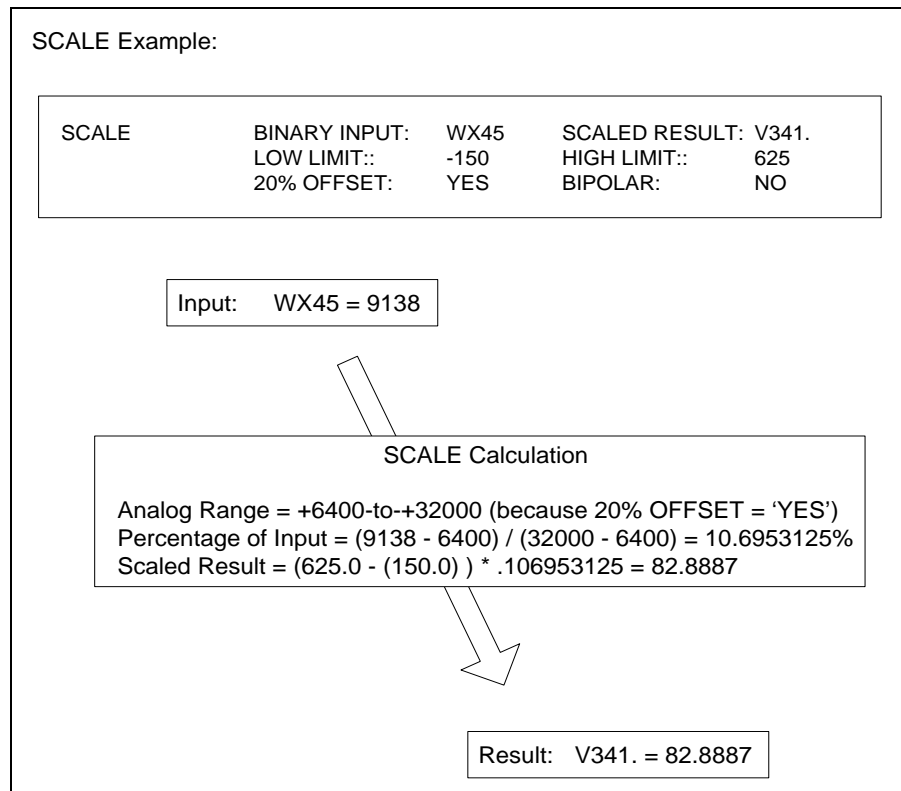 SCALE Example:
SCALE BINARY INPUT: WX45 SCALED RESULT: V341.
LOW LIMIT:: -150 HIGH LIMIT:: 625
20% OFFSET: YES BIPOLAR: NO
Input: WX45 = 9138
SCALE Calculation
Analog Range = +6400-to-+32000 (because 20% OFFSET = ‘YES’)
Percentage of Input = (9138 - 6400) / (32000 - 6400) = 10.6953125%
Scaled Result = (625.0 - (150.0) ) * .106953125 = 82.8887
Result: V341. = 82.8887